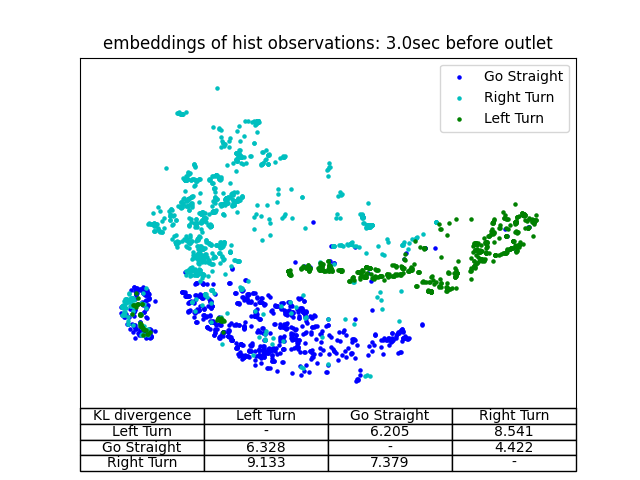 embeddings of hist observations: 3.0sec before outlet
Go Straight
Right Turn
Left Turn
KL divergence Left Turn Go Straight Right Turn
Left Turn - 6.205 8.541
Go Straight 6.328 - 4.422
Right Turn 9.133 7.379 -